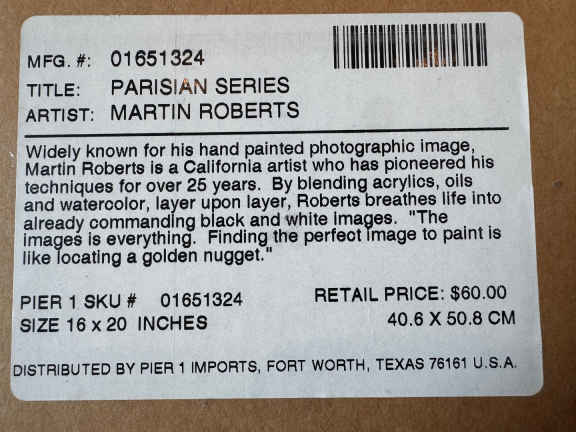 MFG. #: 01651324
TITLE: PARISIAN SERIES
ARTIST: MARTIN ROBERTS
Widely known for his hand painted photographic image,
Martin Roberts is a California artist who has pioneered his
techniques for over 25 years. By blending acrylics, oils
and watercolor, layer upon layer, Roberts breathes life into
already commanding black and white images. "The
images is everything. Finding the perfect image to paint is
like locating a golden nugget."
PIER 1 SKU # 01651324 RETAIL PRICE: $60.00
SIZE 16 x 20 INCHES 40.6 X 50.8 CM
DISTRIBUTED BY PIER 1 IMPORTS, FORT WORTH, TEXAS 76161 U.S.A.